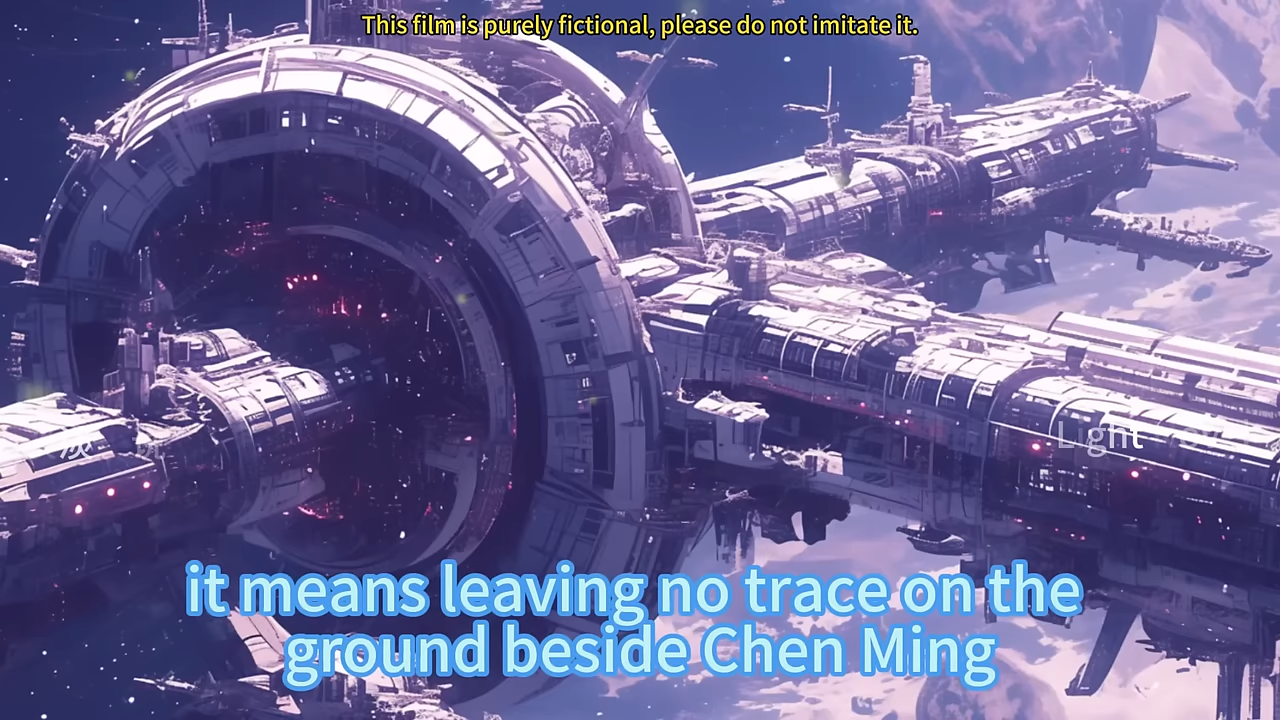 This film is purely fictional, please do not imitate it.
Light
it means leaving no trace on the
ground beside Chen Ming